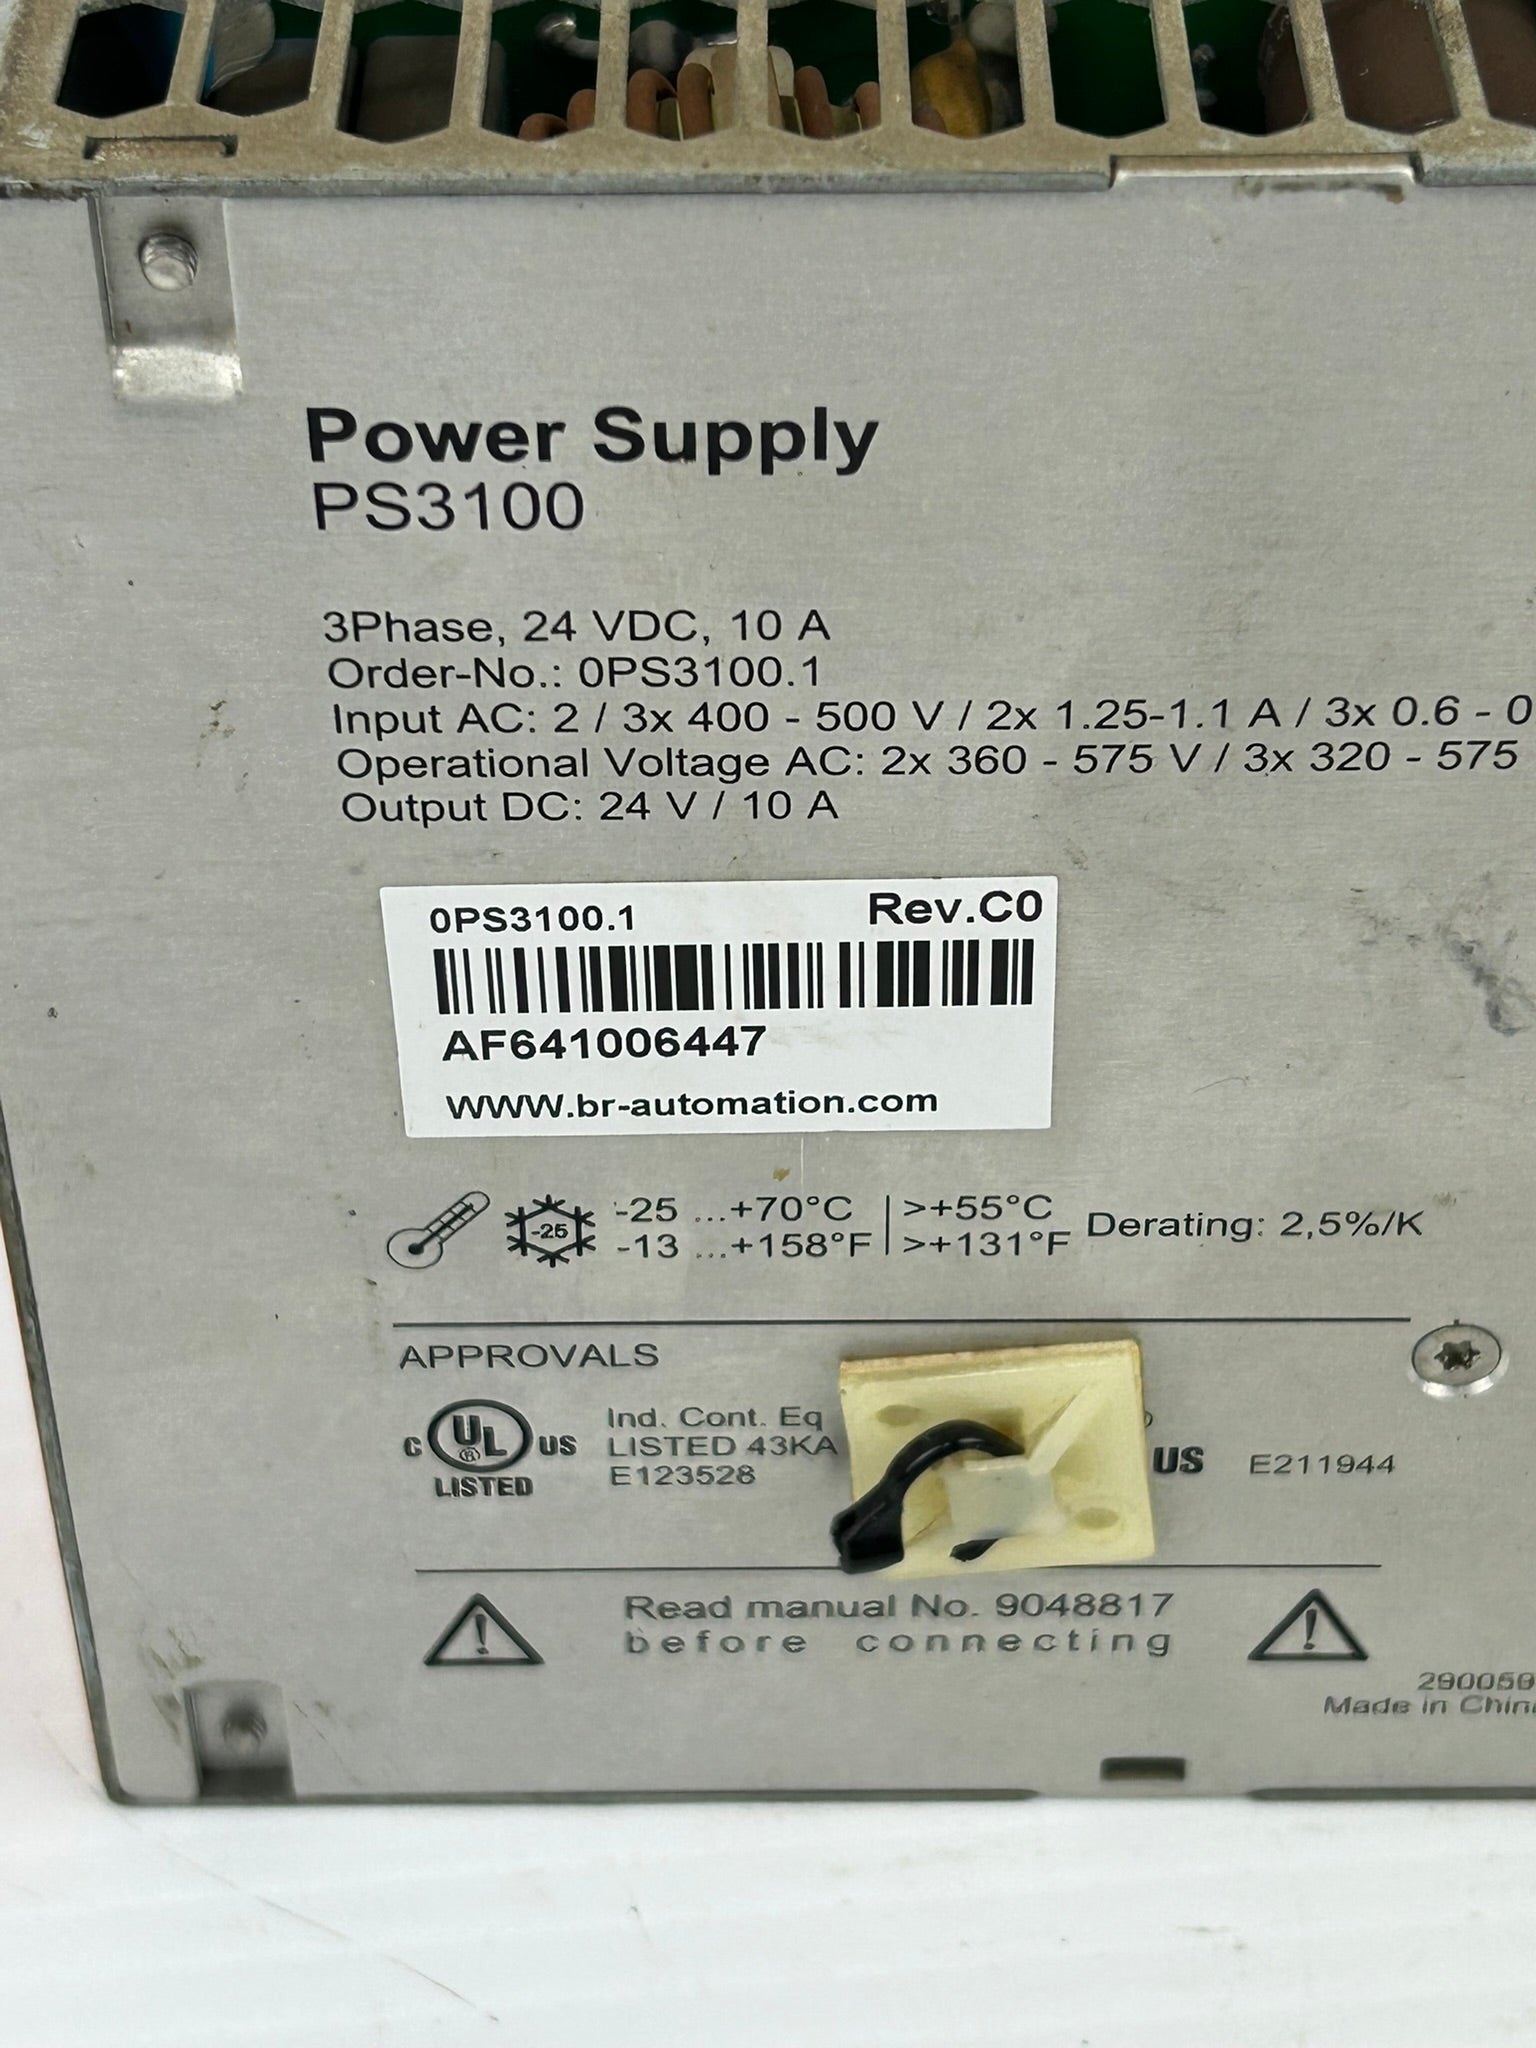 Power Supply
PS3100
3Phase, 24 VDC, 10 A
Order-No.: 0PS3100.1
Input AC: 2 / 3x 400 - 500 V / 2x 1.25-1.1 A / 3x 0.6 - 0
Operational Voltage AC: 2x 360 - 575 V / 3x 320 - 575
Output DC: 24 V / 10 A
0PS3100.1 Rev.C0
AF641006447
WWW.br-automation.com
-25 -25 ...+70°C >+55°C
-13 ...+158°F >+131°F Derating: 2,5%/K
APPROVALS
C UL ® US LISTED
Ind. Cont. Eq
LISTED 43KA
E123528
US E211944
Read manual No. 9048817
before connecting
Made in China